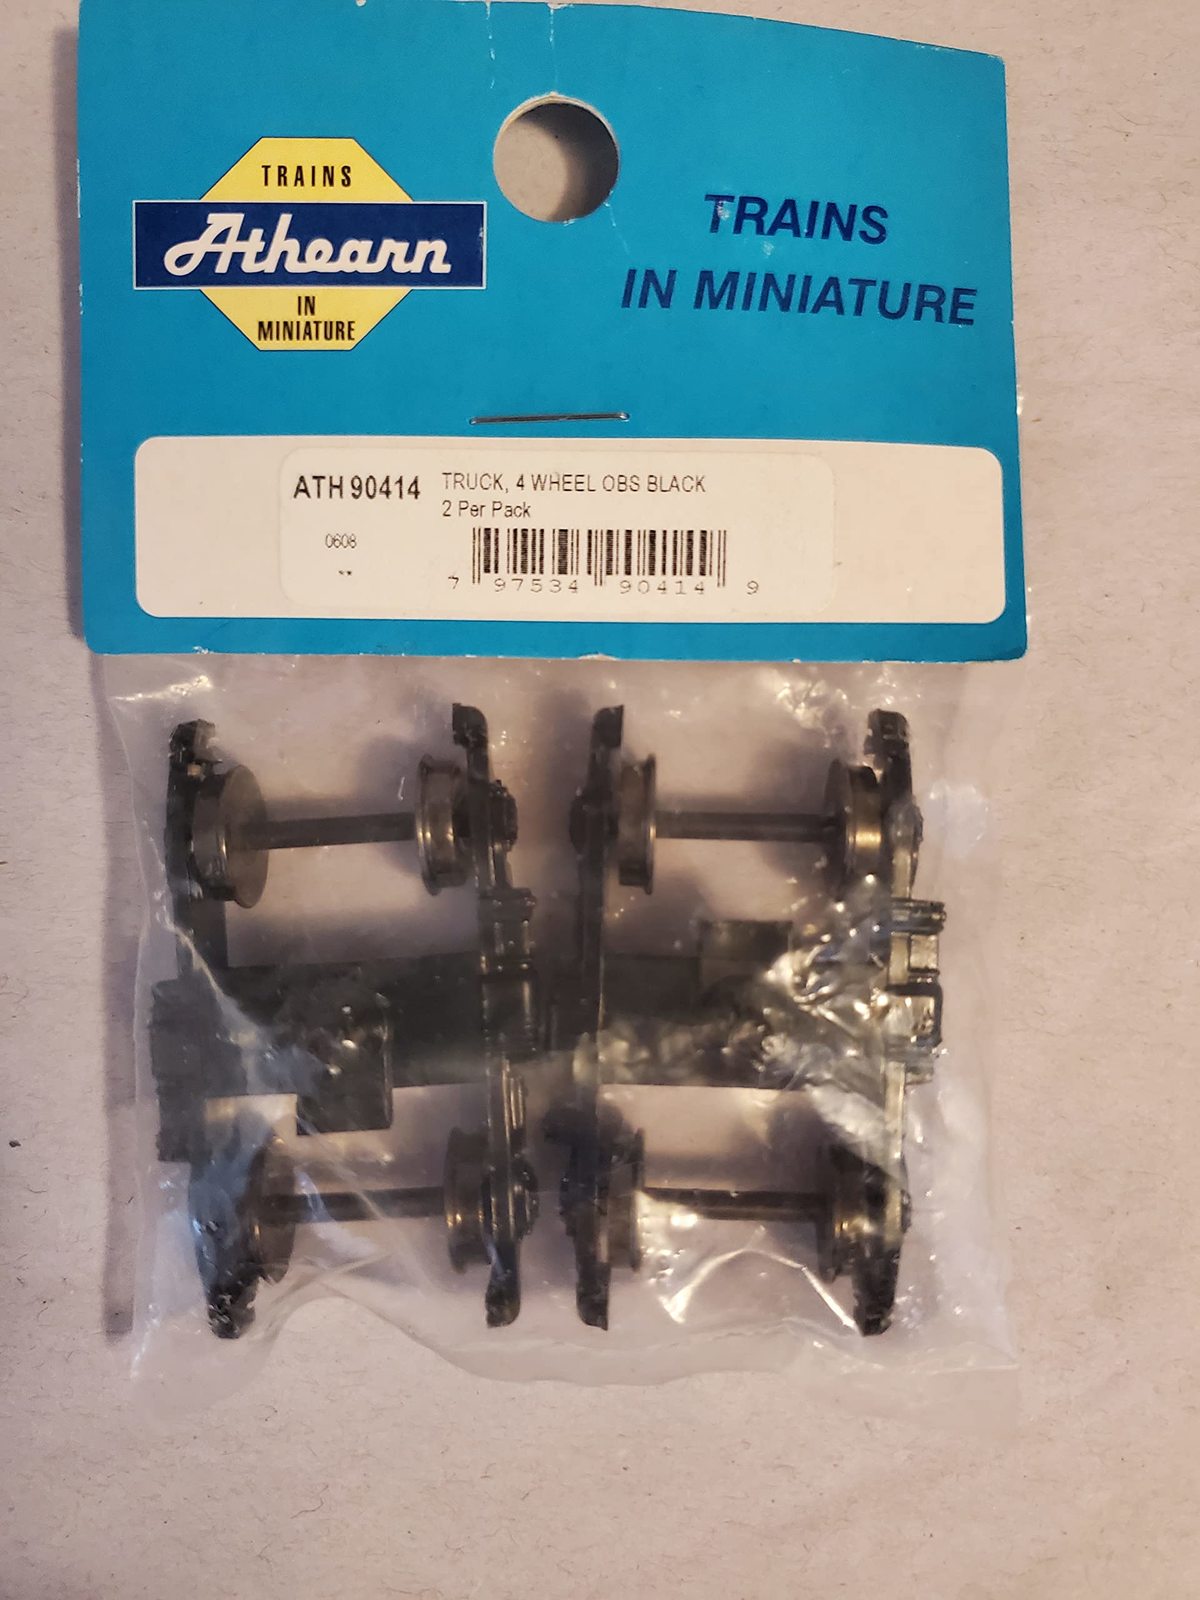 TRAINS
Athearn
IN
MINIATURE
TRAINS
IN MINIATURE
ATH 90414
TRUCK, 4 WHEEL OBS BLACK
2 Per Pack
0608
**
7 97534 90414 9